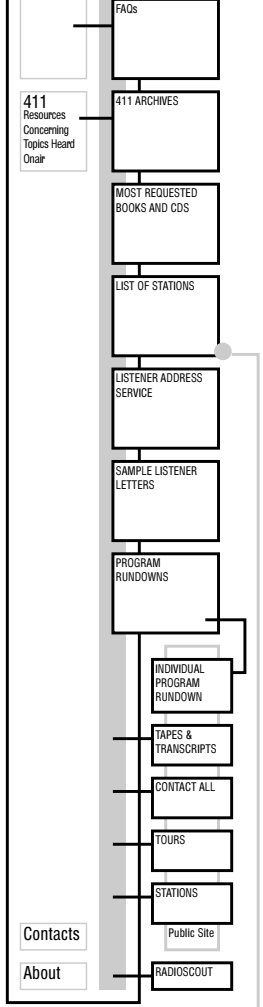 FAQs
411
Resources
Concerning
Topics Heard
Onair
411 ARCHIVES
MOST REQUESTED
BOOKS AND CDS
LIST OF STATIONS
LISTENER ADDRESS
SERVICE
SAMPLE LISTENER
LETTERS
PROGRAM
RUNDOWNS
INDIVIDUAL
PROGRAM
RUNDOWN
TAPES &
TRANSCRIPTS
CONTACT ALL
TOURS
STATIONS
Contacts
Public Site
About
RADIOSCOUT